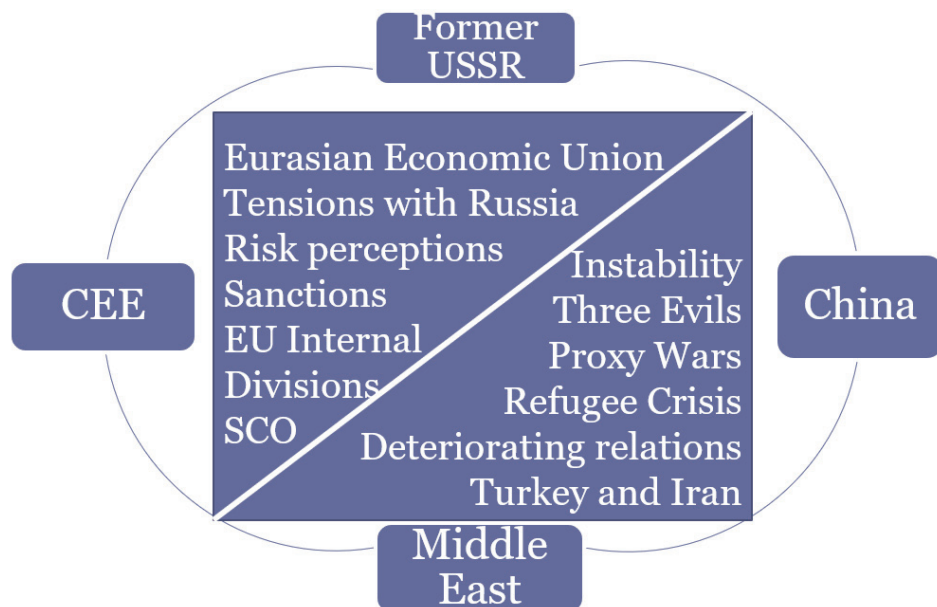 Former
USSR
Eurasian Economic Union
Tensions with Russia
Risk perceptions
Sanctions
EU Internal
Divisions
SCO
Instability
Three Evils
Proxy Wars
Refugee Crisis
Deteriorating relations
Turkey and Iran
CEE
China
Middle
East